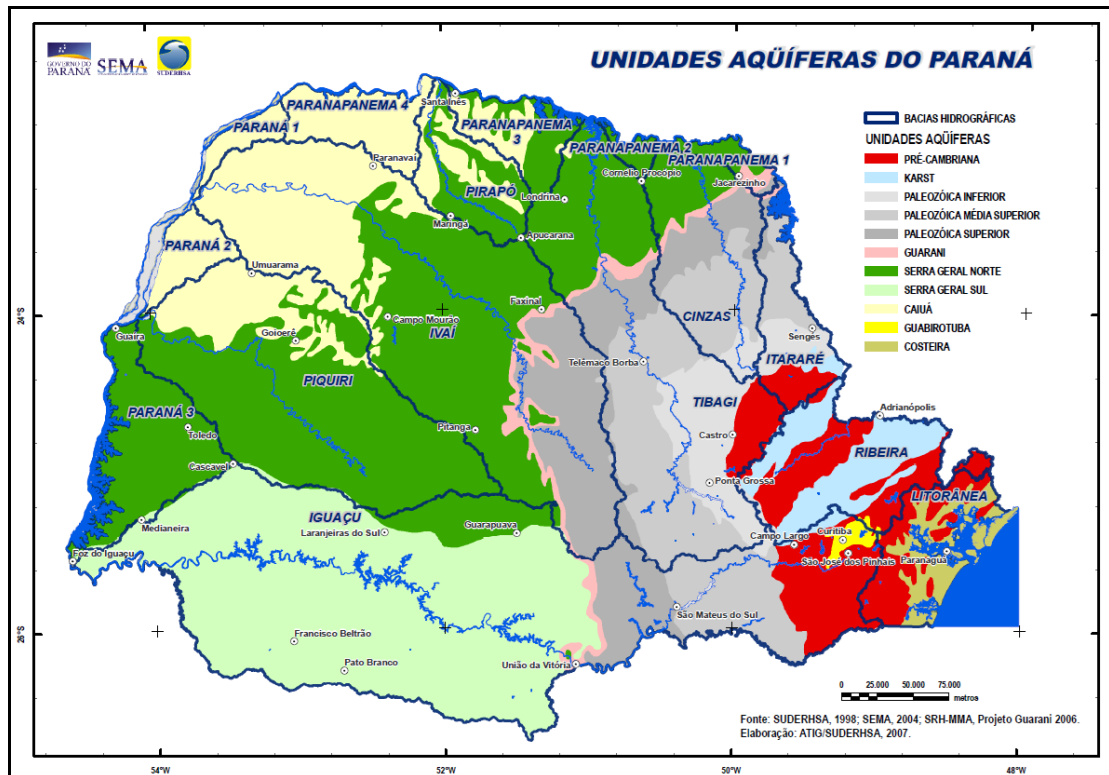 GOVERNO DO
PARANÁ
SEMA
SUDERHSA
UNIDADES AQÜÍFERAS DO PARANÁ
BACIAS HIDROGRÁFICAS
UNIDADES AQÜÍFERAS
PRÉ-CAMBRIANA
KARST
PALEOZÓICA INFERIOR
PALEOZÓICA MÉDIA SUPERIOR
PALEOZÓICA SUPERIOR
GUARANI
SERRA GERAL NORTE
SERRA GERAL SUL
CAIUÁ
GUABIROTUBA
COSTEIRA
PARANAPANEMA 4
Santa Inês
PARANÁ 1
PARANAPANEMA
3
PARANAPANEMA 2
PARANAPANEMA 1
Paranavaí
Cornélio Procópio
Jacarezinho
PIRAPÓ
Londrina
Maringá
Apucarana
PARANÁ 2
Umuarama
24°S
Guaíra
Campo Mourão
Faxinal
CINZAS
Sengés
Goioerê
IVAÍ
ITARARÉ
Telêmaco Borba
PIQUIRI
TIBAGI
PARANÁ 3
Adrianópolis
Toledo
Pitanga
Castro
RIBEIRA
Cascavel
Ponta Grossa
LITORÂNEA
Medianeira
IGUAÇU
Guarapuava
Laranjeiras do Sul
Curitiba
Campo Largo
Foz do Iguaçu
São José dos Pinhais
Paranaguá
São Mateus do Sul
26°S
Francisco Beltrão
Pato Branco
União da Vitória
0 25.000 50.000 75.000
metros
Fonte: SUDERHSA, 1998; SEMA, 2004; SRH-MMA, Projeto Guarani 2006.
Elaboração: ATIG/SUDERHSA, 2007.
54°W
52°W
50°W
48°W